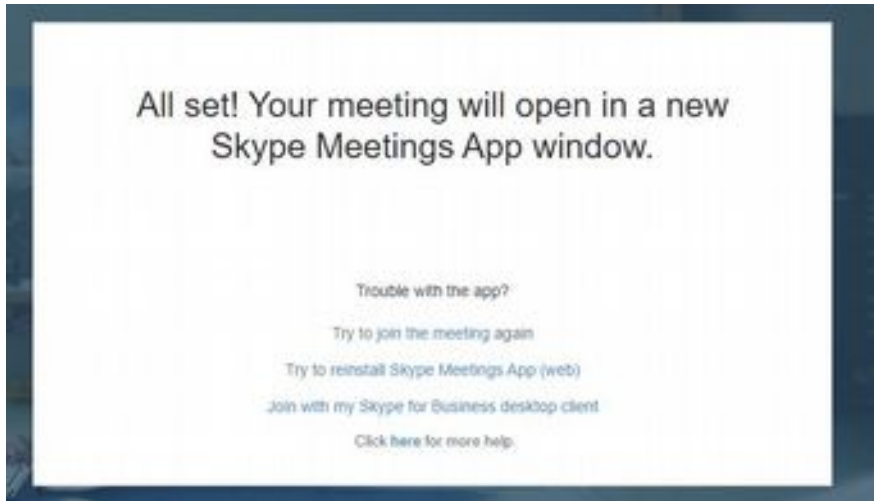 All set! Your meeting will open in a new
Skype Meetings App window.
Trouble with the app?
Try to join the meeting again
Try to reinstall Skype Meetings App (web)
Join with my Skype for Business desktop client
Click here for more help